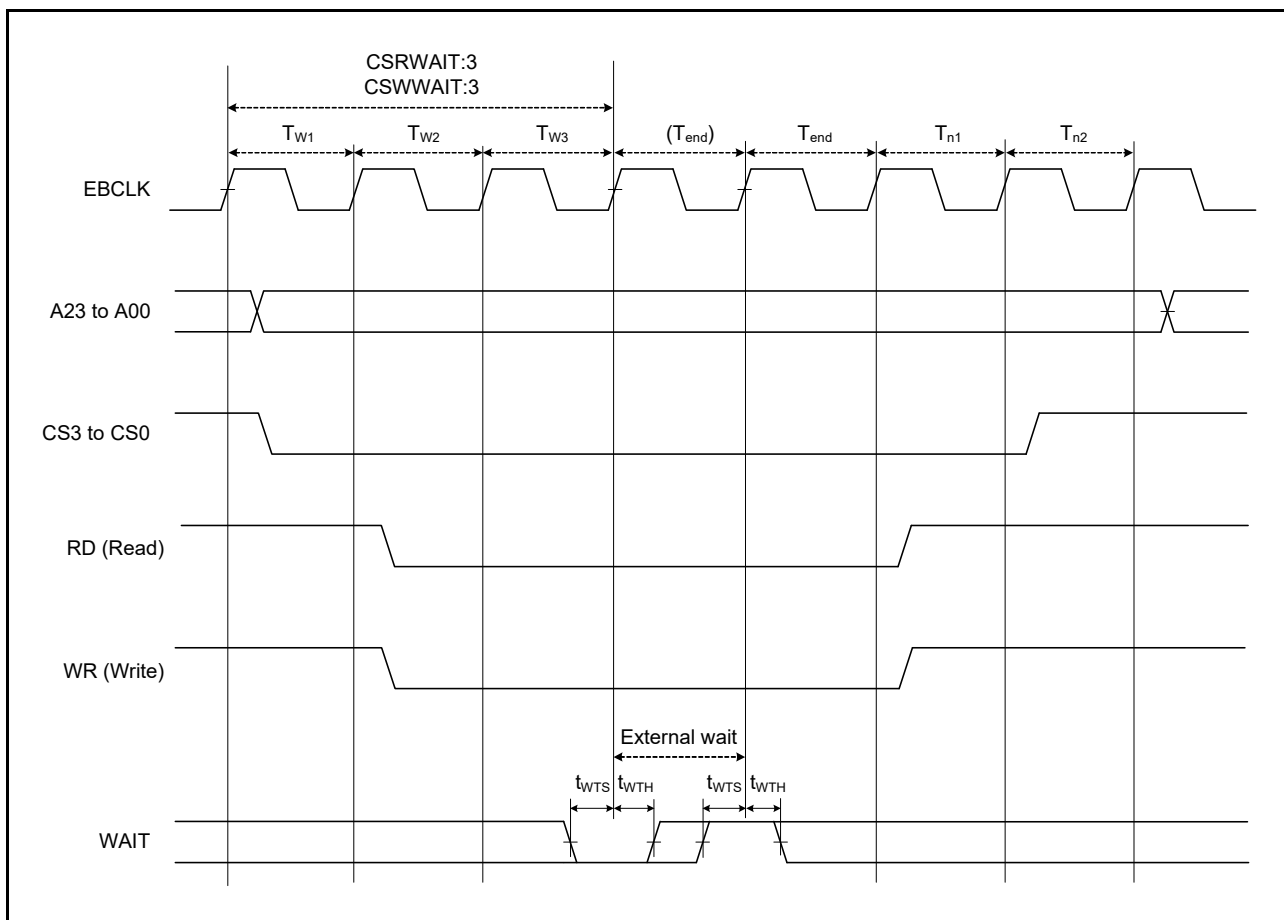 CSRWAIT:3
CSWWAIT:3
TW1 TW2 TW3 (Tend) Tend Tn1 Tn2
EBCLK
A23 to A00
CS3 to CS0
RD (Read)
WR (Write)
External wait
tWTS tWTH tWTS tWTH
WAIT